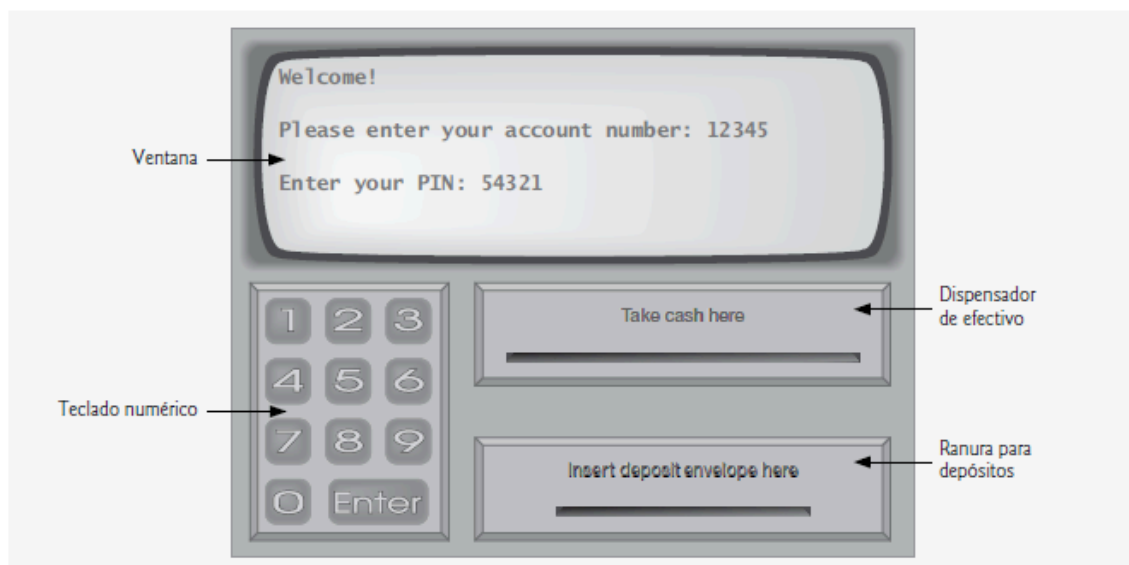 Welcome!
Please enter your account number: 12345
Enter your PIN: 54321
Ventana
Take cash here
Dispensador
de efectivo
1 2 3
4 5 6
7 8 9
0 Enter
Teclado numérico
Insert deposit envelope here
Ranura para
depósitos